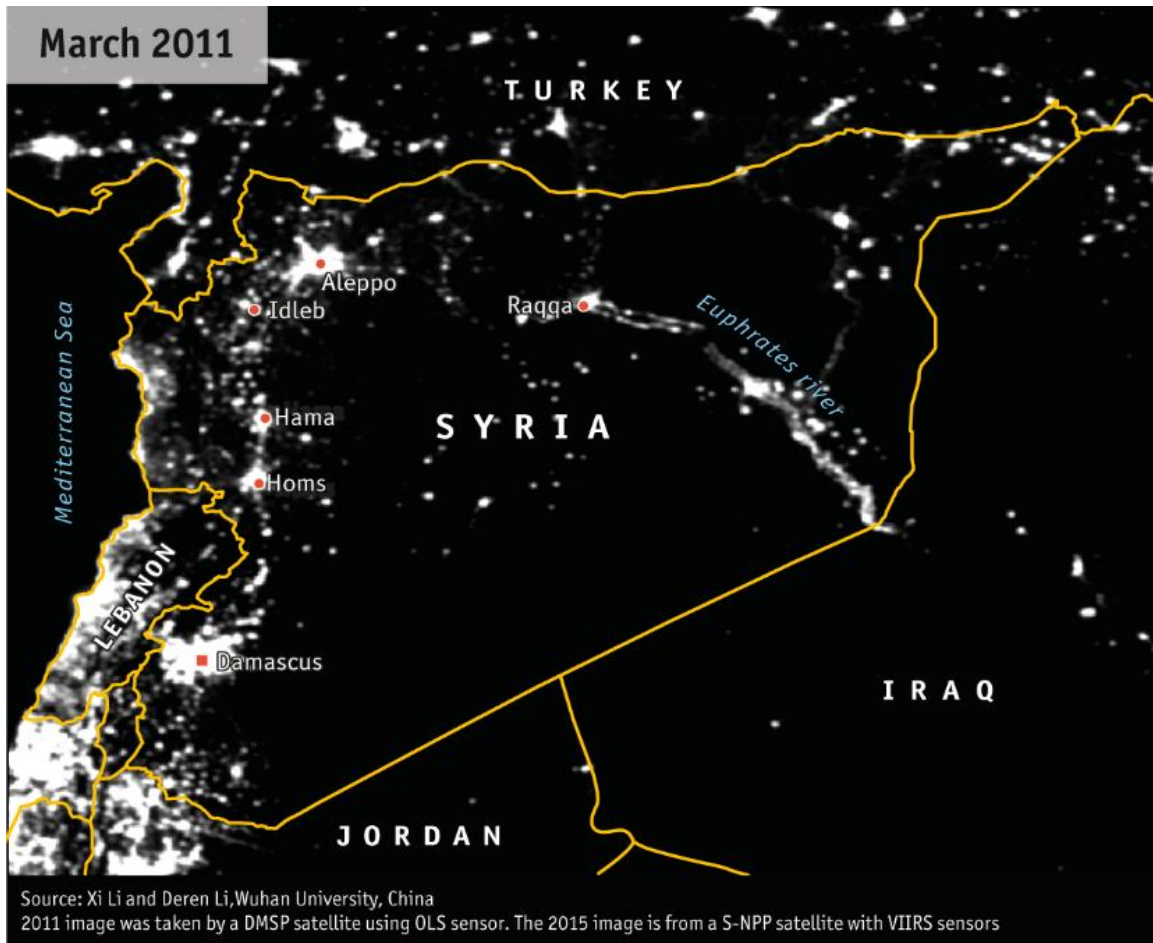 March 2011
TURKEY
Aleppo
Idleb
Raqqa
Euphrates river
Mediterranean Sea
Hama
SYRIA
Homs
LEBANON
Damascus
IRAQ
JORDAN
Source: Xi Li and Deren Li,Wuhan University, China
2011 image was taken by a DMSP satellite using OLS sensor. The 2015 image is from a S-NPP satellite with VIIRS sensors